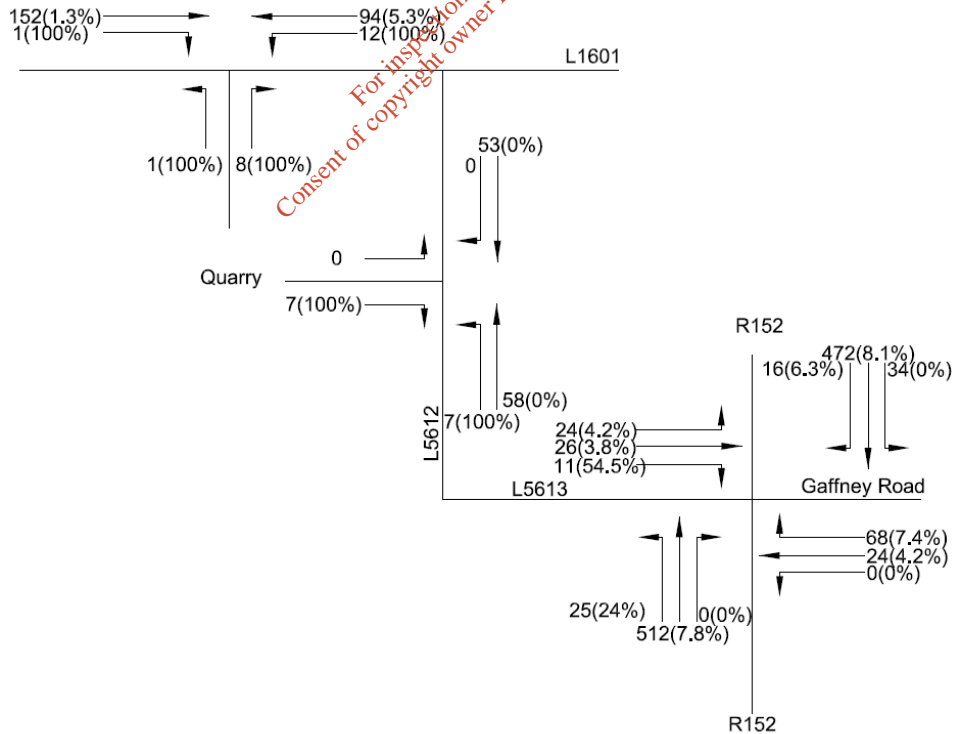 152(1.3%)
1(100%)
94(5.3%)
12(100%)
L1601
For inspection
Consent of copyright owner
1(100%)
8(100%)
53(0%)
0
0
Quarry
7(100%)
58(0%)
7(100%)
L5612
R152
472(8.1%)
16(6.3%)
34(0%)
24(4.2%)
26(3.8%)
11(54.5%)
L5613
Gaffney Road
68(7.4%)
24(4.2%)
0(0%)
25(24%)
0(0%)
512(7.8%)
R152